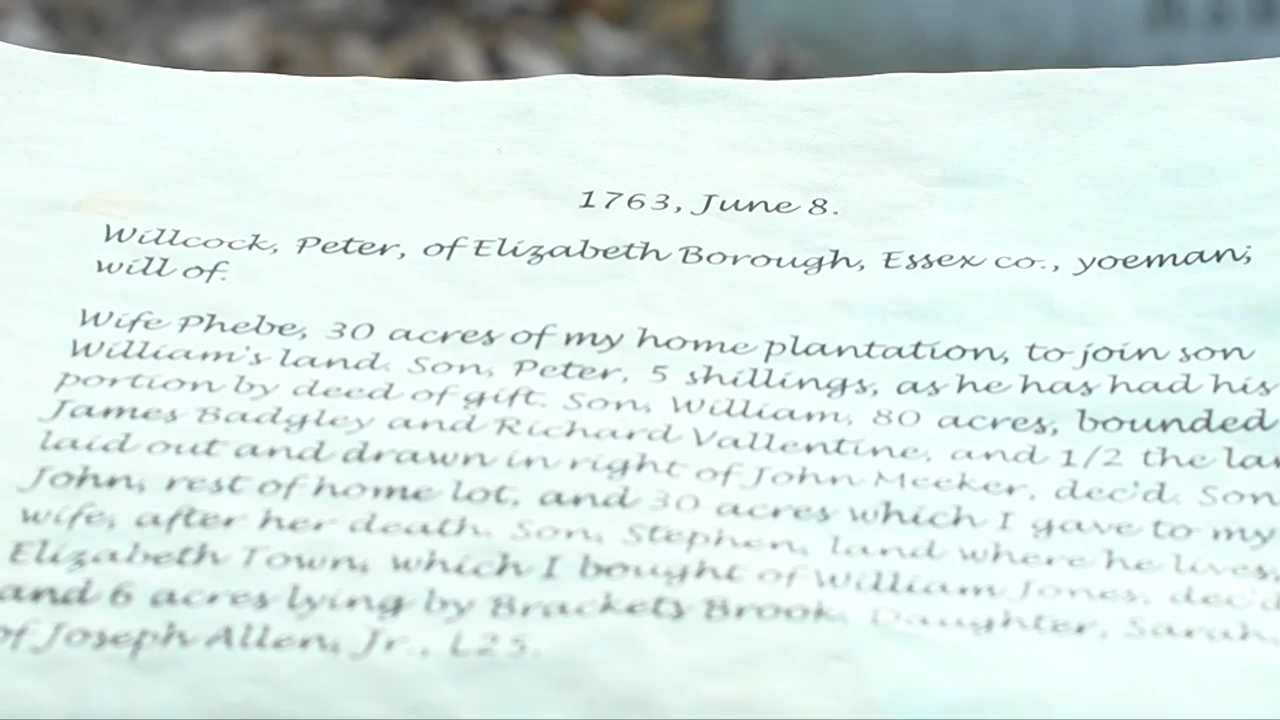 1763, June 8.
Willcock, Peter, of Elizabeth Borough, Essex co., yoeman;
will of.
Wife Phebe, 30 acres of my home plantation, to join son
William's land. Son, Peter, 5 shillings, as he has had his
portion by deed of gift. Son, William, 80 acres, bounded
James Badgley and Richard Vallentine, and 1/2 the
laid out and drawn in right of John Meeker, dec'd. Son
John, rest of home lot, and 30 acres which I gave to my
wife, after her death. Son, Stephen, land where he lives,
Elizabeth Town, which I bought of William Jones, dec'd
and 6 acres lying by Brackets Brook. Daughter, Sarah,
of Joseph Allen, Jr., L25.